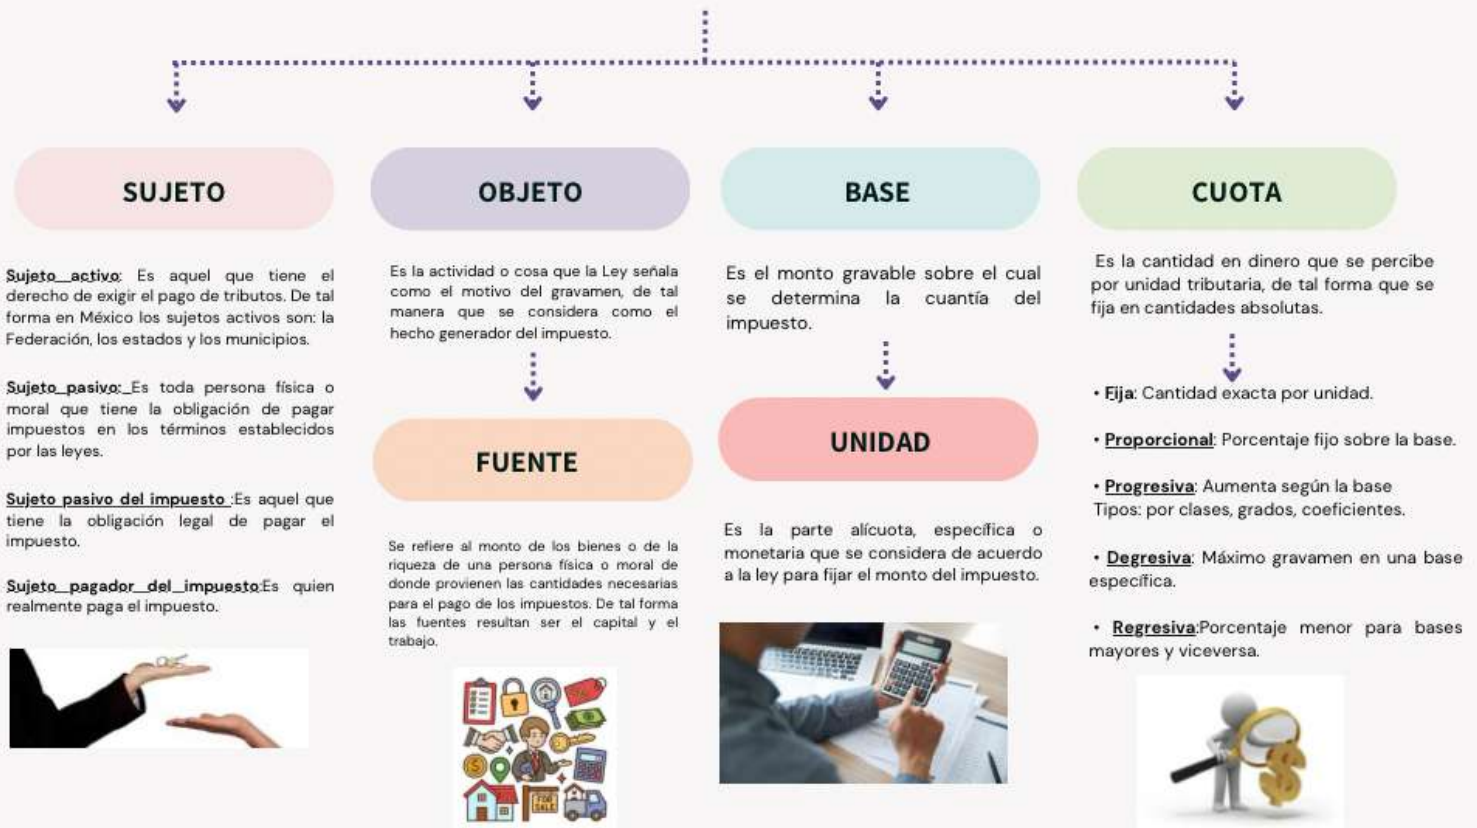 SUJETO
Sujeto activo: Es aquel que tiene el
derecho de exigir el pago de tributos. De tal
forma en México los sujetos activos son: la
Federación, los estados y los municipios.
Sujeto pasivo: Es toda persona física o
moral que tiene la obligación de pagar
impuestos en los términos establecidos
por las leyes.
Sujeto pasivo del impuesto :Es aquel que
tiene la obligación legal de pagar el
impuesto.
Sujeto pagador del impuesto:Es quien
realmente paga el impuesto.
OBJETO
Es la actividad o cosa que la Ley señala
como el motivo del gravamen, de tal
manera que se considera como el
hecho generador del impuesto.
FUENTE
Se refiere al monto de los bienes o de la
riqueza de una persona física o moral de
donde provienen las cantidades necesarias
para el pago de los impuestos. De tal forma
las fuentes resultan ser el capital y el
trabajo.
FOR
SALE
BASE
Es el monto gravable sobre el cual
se determina la cuantía del
impuesto.
UNIDAD
Es la parte alícuota, específica o
monetaria que se considera de acuerdo
a la ley para fijar el monto del impuesto.
CUOTA
Es la cantidad en dinero que se percibe
por unidad tributaria, de tal forma que se
fija en cantidades absolutas.
• Fija: Cantidad exacta por unidad.
• Proporcional: Porcentaje fijo sobre la base.
• Progresiva: Aumenta según la base
Tipos: por clases, grados, coeficientes.
• Degresiva: Máximo gravamen en una base
específica.
• Regresiva:Porcentaje menor para bases
mayores y viceversa.